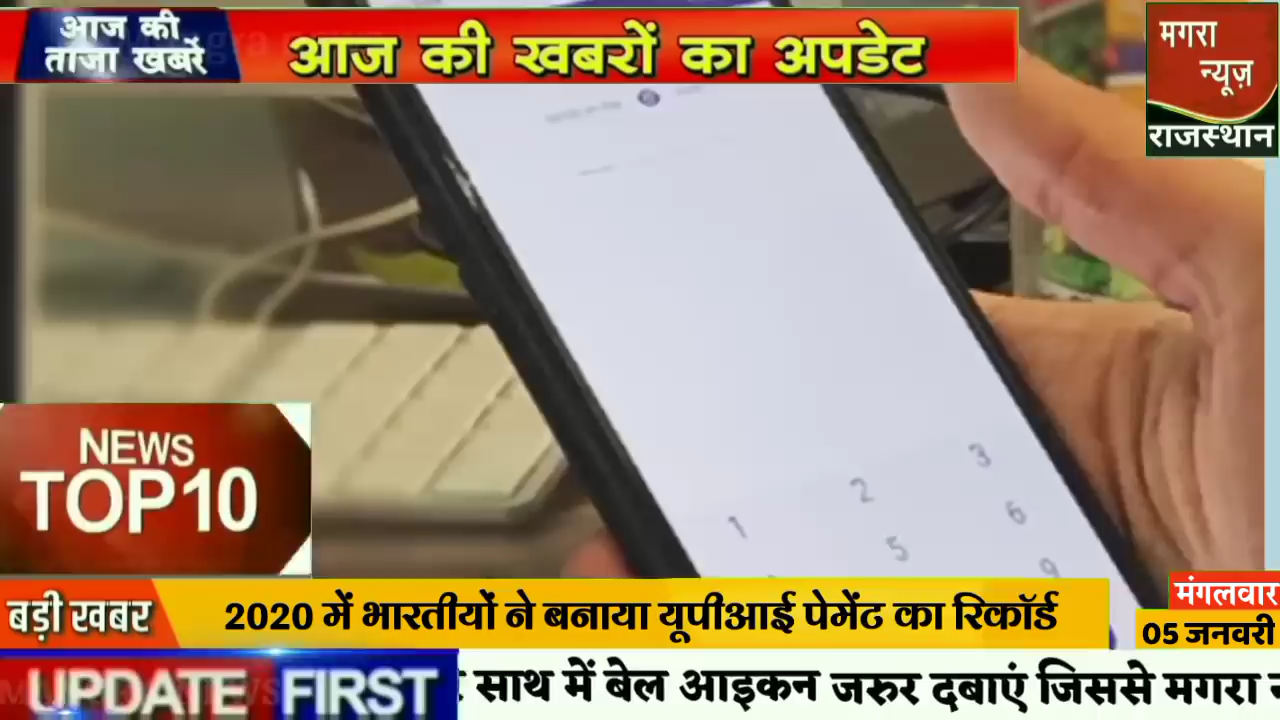 आज की
ताजा खबरें
आज की खबरों का अपडेट
मगरा
न्यूज़
राजस्थान
1 2 3
5 6
9
NEWS
TOP10
बड़ी खबर
2020 में भारतीयों ने बनाया यूपीआई पेमेंट का रिकॉर्ड
मंगलवार
05 जनवरी
UPDATE FIRST
साथ में बेल आइकन जरुर दबाएं जिससे मगरा